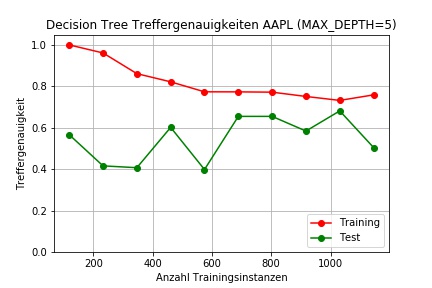 Decision Tree Treffergenauigkeiten AAPL (MAX_DEPTH=5)
1.0
0.8
0.6
0.4
0.2
0.0
Treffergenauigkeit
200
400
600
800
1000
Anzahl Trainingsinstanzen
Training
Test